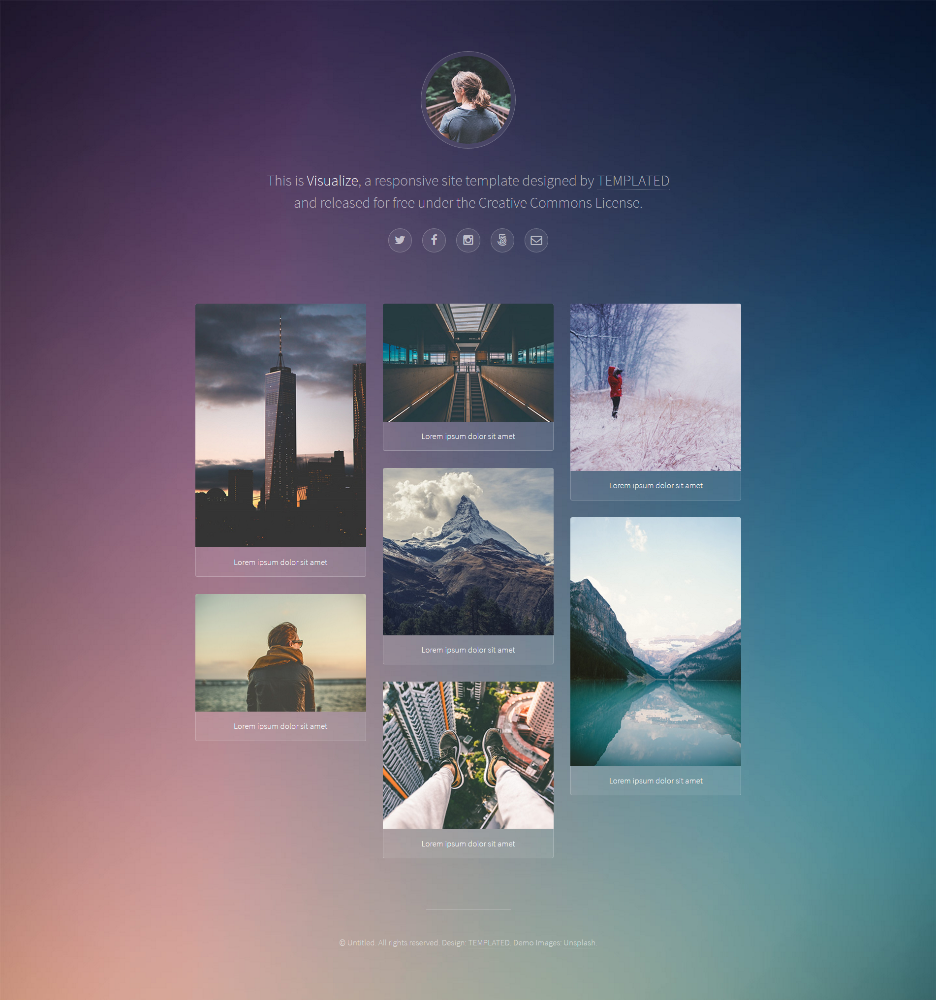 This is Visualize, a responsive site template designed by TEMPLATED
and released for free under the Creative Commons License.
Lorem ipsum dolor sit amet
Lorem ipsum dolor sit amet
Lorem ipsum dolor sit amet
Lorem ipsum dolor sit amet
Lorem ipsum dolor sit amet
Lorem ipsum dolor sit amet
Lorem ipsum dolor sit amet
© Untitled. All rights reserved. Design: TEMPLATED. Demo Images: Unsplash.